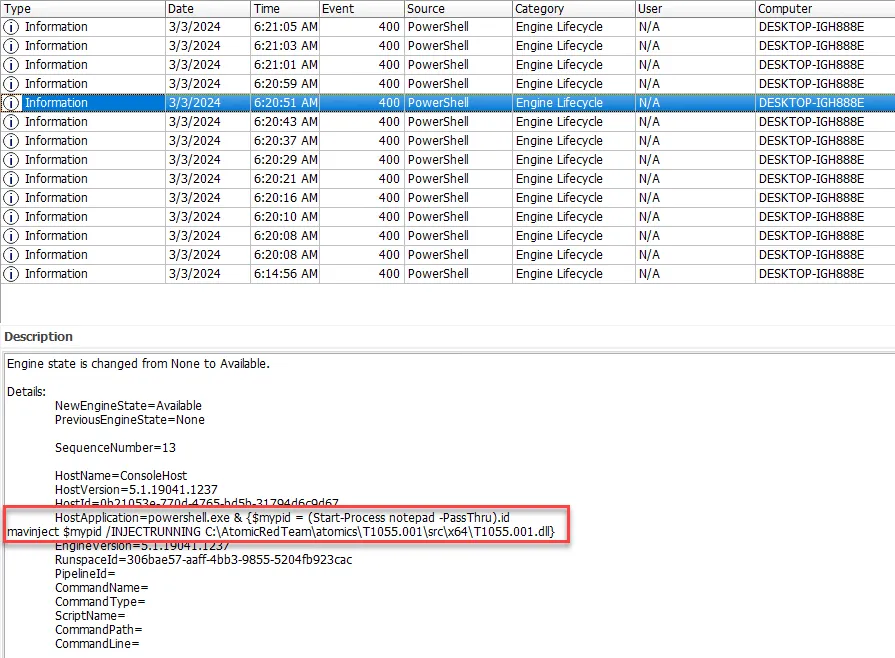 Type Date Time Event Source Category User Computer
Information 3/3/2024 6:21:05 AM 400 PowerShell Engine Lifecycle N/A DESKTOP-IGH888E
Information 3/3/2024 6:21:03 AM 400 PowerShell Engine Lifecycle N/A DESKTOP-IGH888E
Information 3/3/2024 6:21:01 AM 400 PowerShell Engine Lifecycle N/A DESKTOP-IGH888E
Information 3/3/2024 6:20:59 AM 400 PowerShell Engine Lifecycle N/A DESKTOP-IGH888E
Information 3/3/2024 6:20:51 AM 400 PowerShell Engine Lifecycle N/A DESKTOP-IGH888E
Information 3/3/2024 6:20:43 AM 400 PowerShell Engine Lifecycle N/A DESKTOP-IGH888E
Information 3/3/2024 6:20:37 AM 400 PowerShell Engine Lifecycle N/A DESKTOP-IGH888E
Information 3/3/2024 6:20:29 AM 400 PowerShell Engine Lifecycle N/A DESKTOP-IGH888E
Information 3/3/2024 6:20:21 AM 400 PowerShell Engine Lifecycle N/A DESKTOP-IGH888E
Information 3/3/2024 6:20:16 AM 400 PowerShell Engine Lifecycle N/A DESKTOP-IGH888E
Information 3/3/2024 6:20:10 AM 400 PowerShell Engine Lifecycle N/A DESKTOP-IGH888E
Information 3/3/2024 6:20:08 AM 400 PowerShell Engine Lifecycle N/A DESKTOP-IGH888E
Information 3/3/2024 6:20:08 AM 400 PowerShell Engine Lifecycle N/A DESKTOP-IGH888E
Information 3/3/2024 6:14:56 AM 400 PowerShell Engine Lifecycle N/A DESKTOP-IGH888E
Description
Engine state is changed from None to Available.
Details:
NewEngineState=Available
PreviousEngineState=None
SequenceNumber=13
HostName=ConsoleHost
HostVersion=5.1.19041.1237
HostId=0b21053e-770d-4765-bd5b-31794d6c9d67
HostApplication=powershell.exe & {$mypid = (Start-Process notepad -PassThru).id
mavinject $mypid /INJECTRUNNING C:\AtomicRedTeam\atomics\T1055.001\src\x64\T1055.001.dll}
EngineVersion=5.1.19041.1237
RunspaceId=306bae57-aaff-4bb3-9855-5204fb923cac
PipelineId=
CommandName=
CommandType=
ScriptName=
CommandPath=
CommandLine=